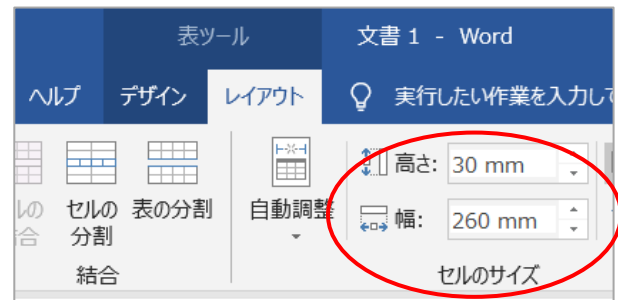 表ツール
文書 1 - Word
ヘルプ
デザイン
レイアウト
実行したい作業を入力して
セルの
分割
表の分割
自動調整
高さ: 30 mm
幅: 260 mm
結合
セルのサイズ